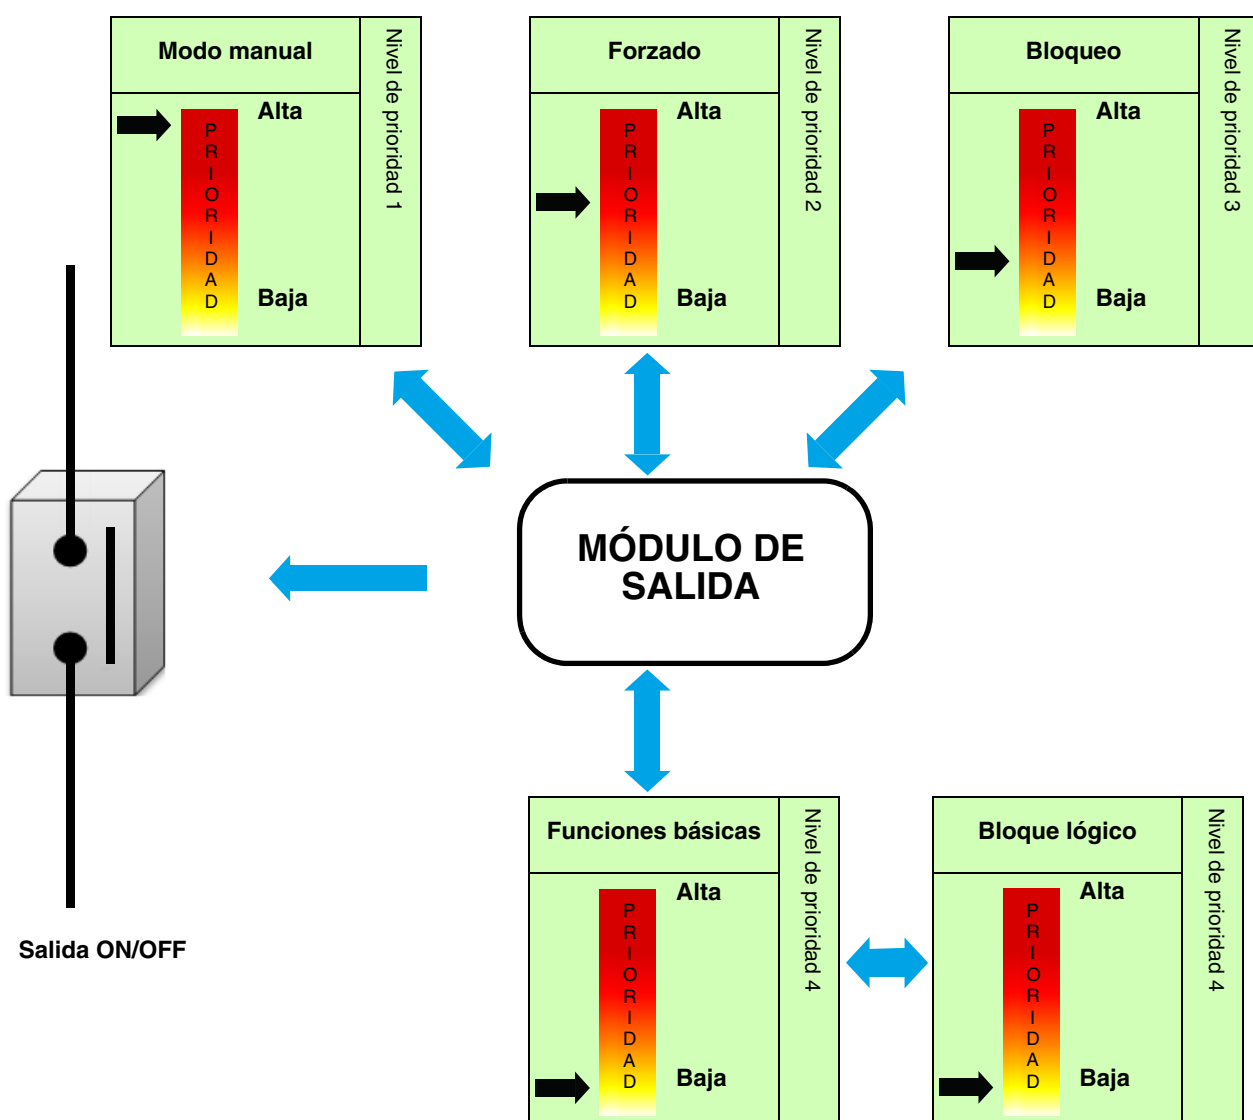 Modo manual
Nivel de prioridad 1
Alta
PRIORIDAD
Baja
Forzado
Nivel de prioridad 2
Alta
PRIORIDAD
Baja
Bloqueo
Nivel de prioridad 3
Alta
PRIORIDAD
Baja
MÓDULO DE
SALIDA
Salida ON/OFF
Funciones básicas
Nivel de prioridad 4
Alta
PRIORIDAD
Baja
Bloque lógico
Nivel de prioridad 4
Alta
PRIORIDAD
Baja